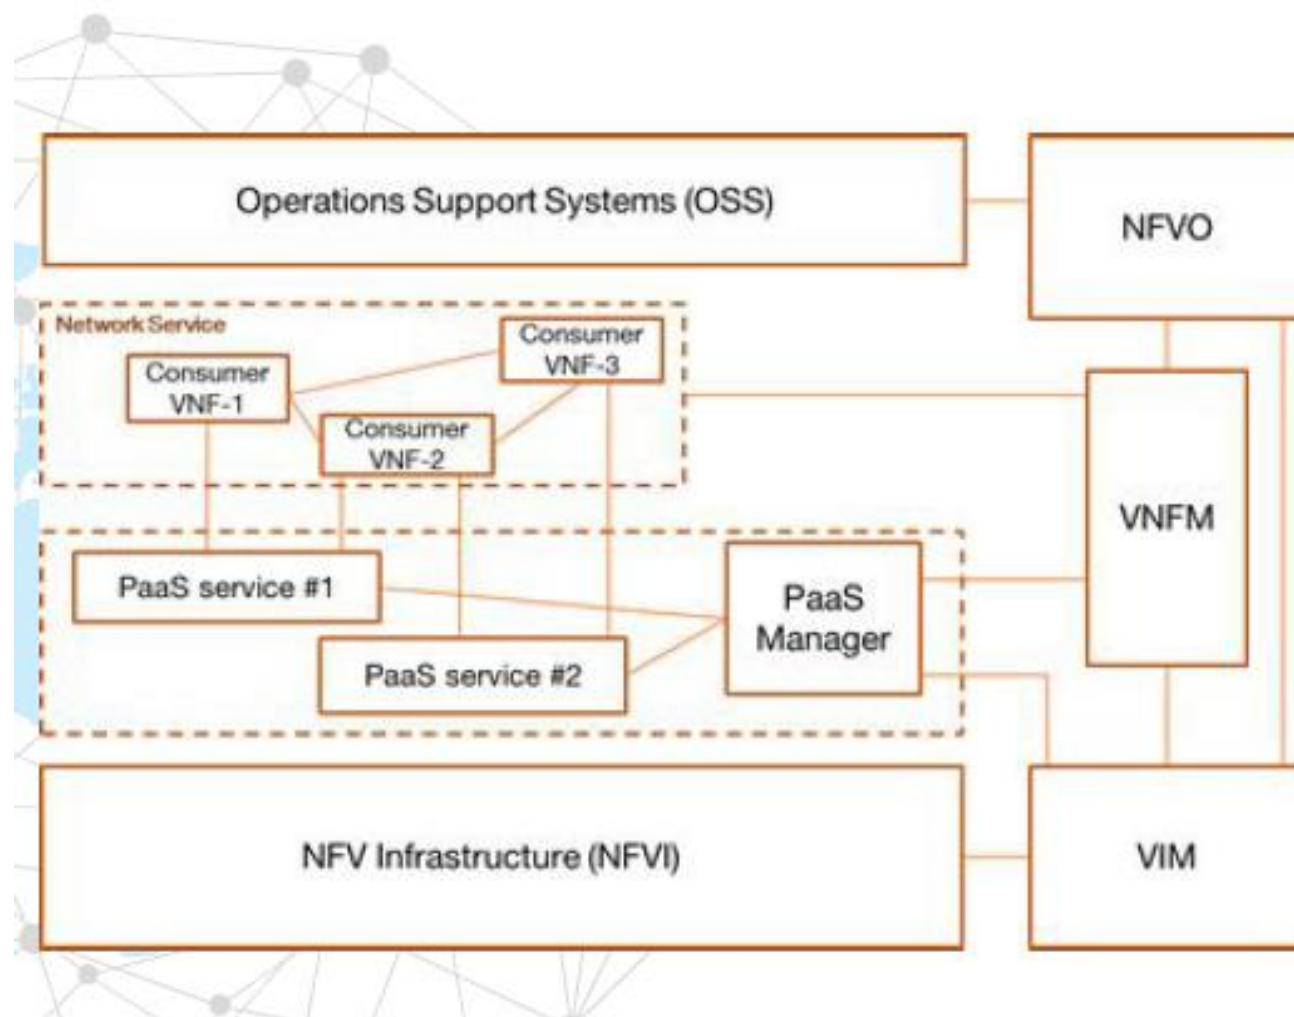 Operations Support Systems (OSS)
NFVO
Network Service
Consumer
VNF-3
Consumer
VNF-1
Consumer
VNF-2
VNFM
PaaS service #1
PaaS
Manager
PaaS service #2
NFV Infrastructure (NFVI)
VIM